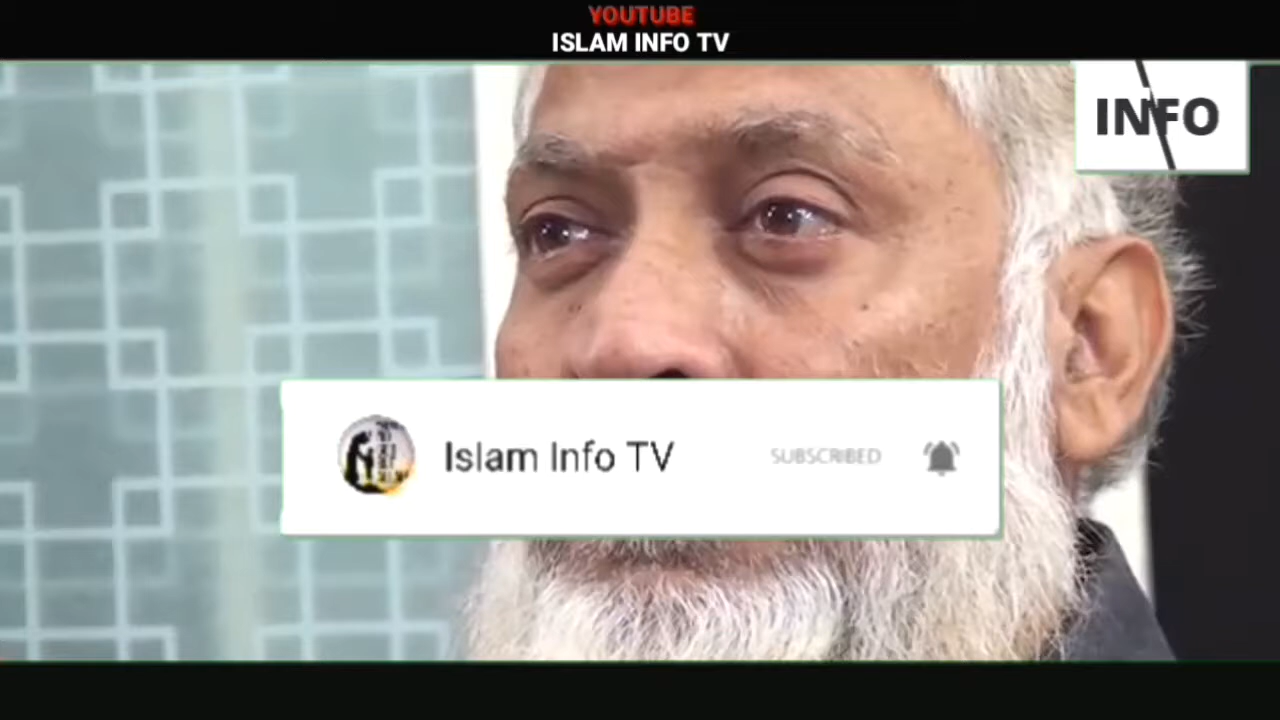 YOUTUBE
ISLAM INFO TV
INFO
Islam Info TV
SUBSCRIBED